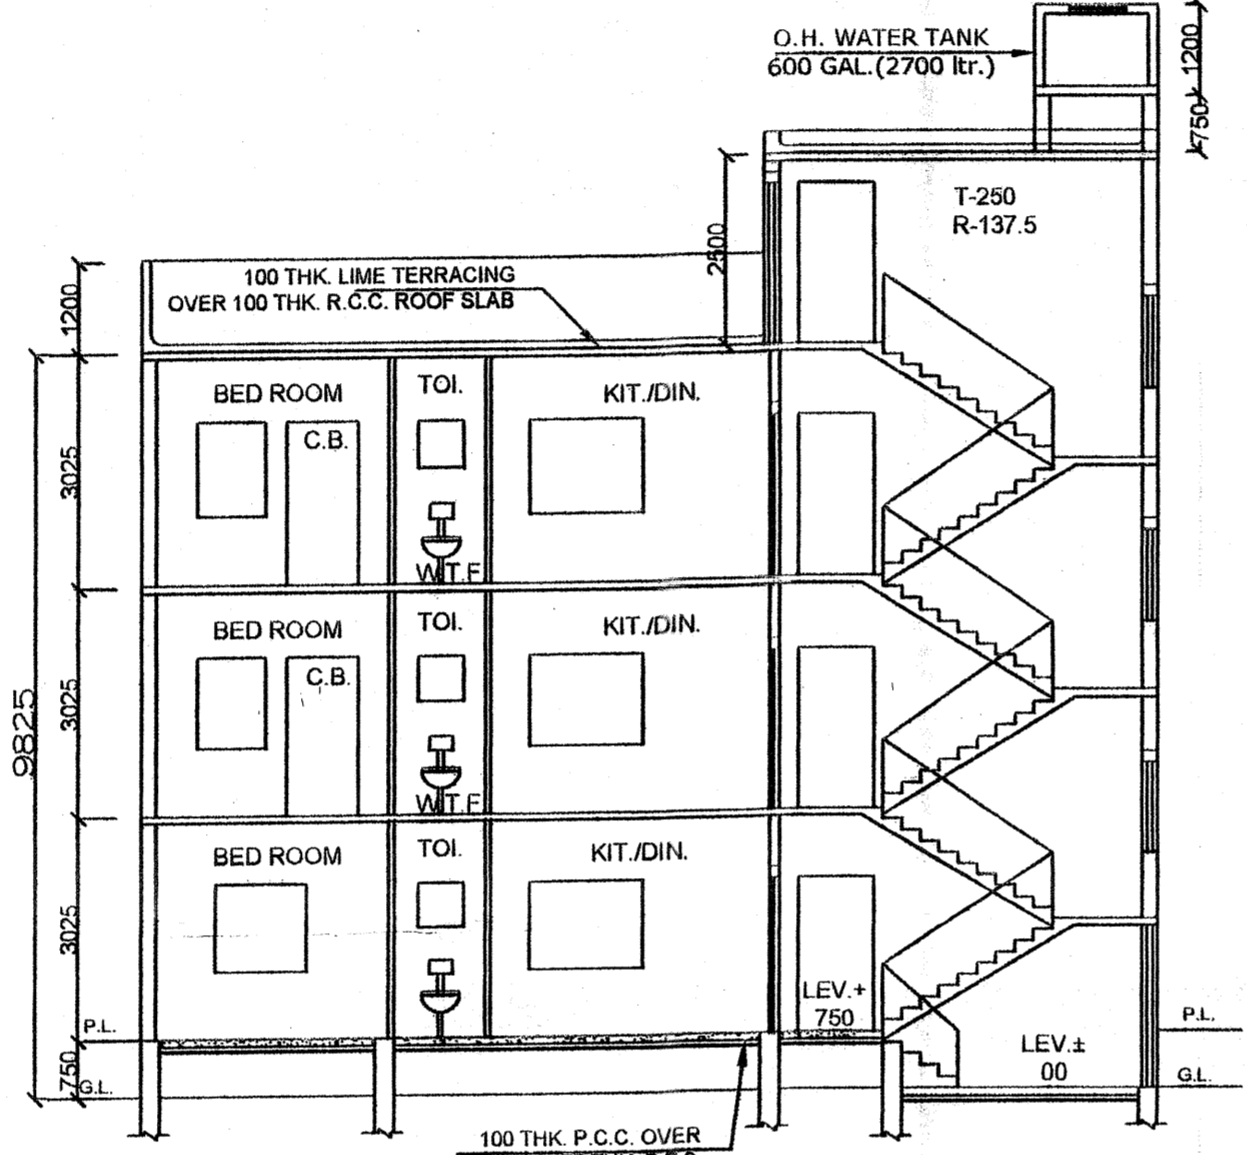 O.H. WATER TANK
600 GAL.(2700 ltr.)
1200
750
T-250
R-137.5
2500
1200
100 THK. LIME TERRACING
OVER 100 THK. R.C.C. ROOF SLAB
BED ROOM
TOI.
KIT./DIN.
C.B.
3025
W.T.F
BED ROOM
TOI.
KIT./DIN.
C.B.
3025
9825
W.T.F
BED ROOM
TOI.
KIT./DIN.
3025
LEV.+
750
P.L.
P.L.
LEV.±
00
750
G.L.
G.L.
100 THK. P.C.C. OVER